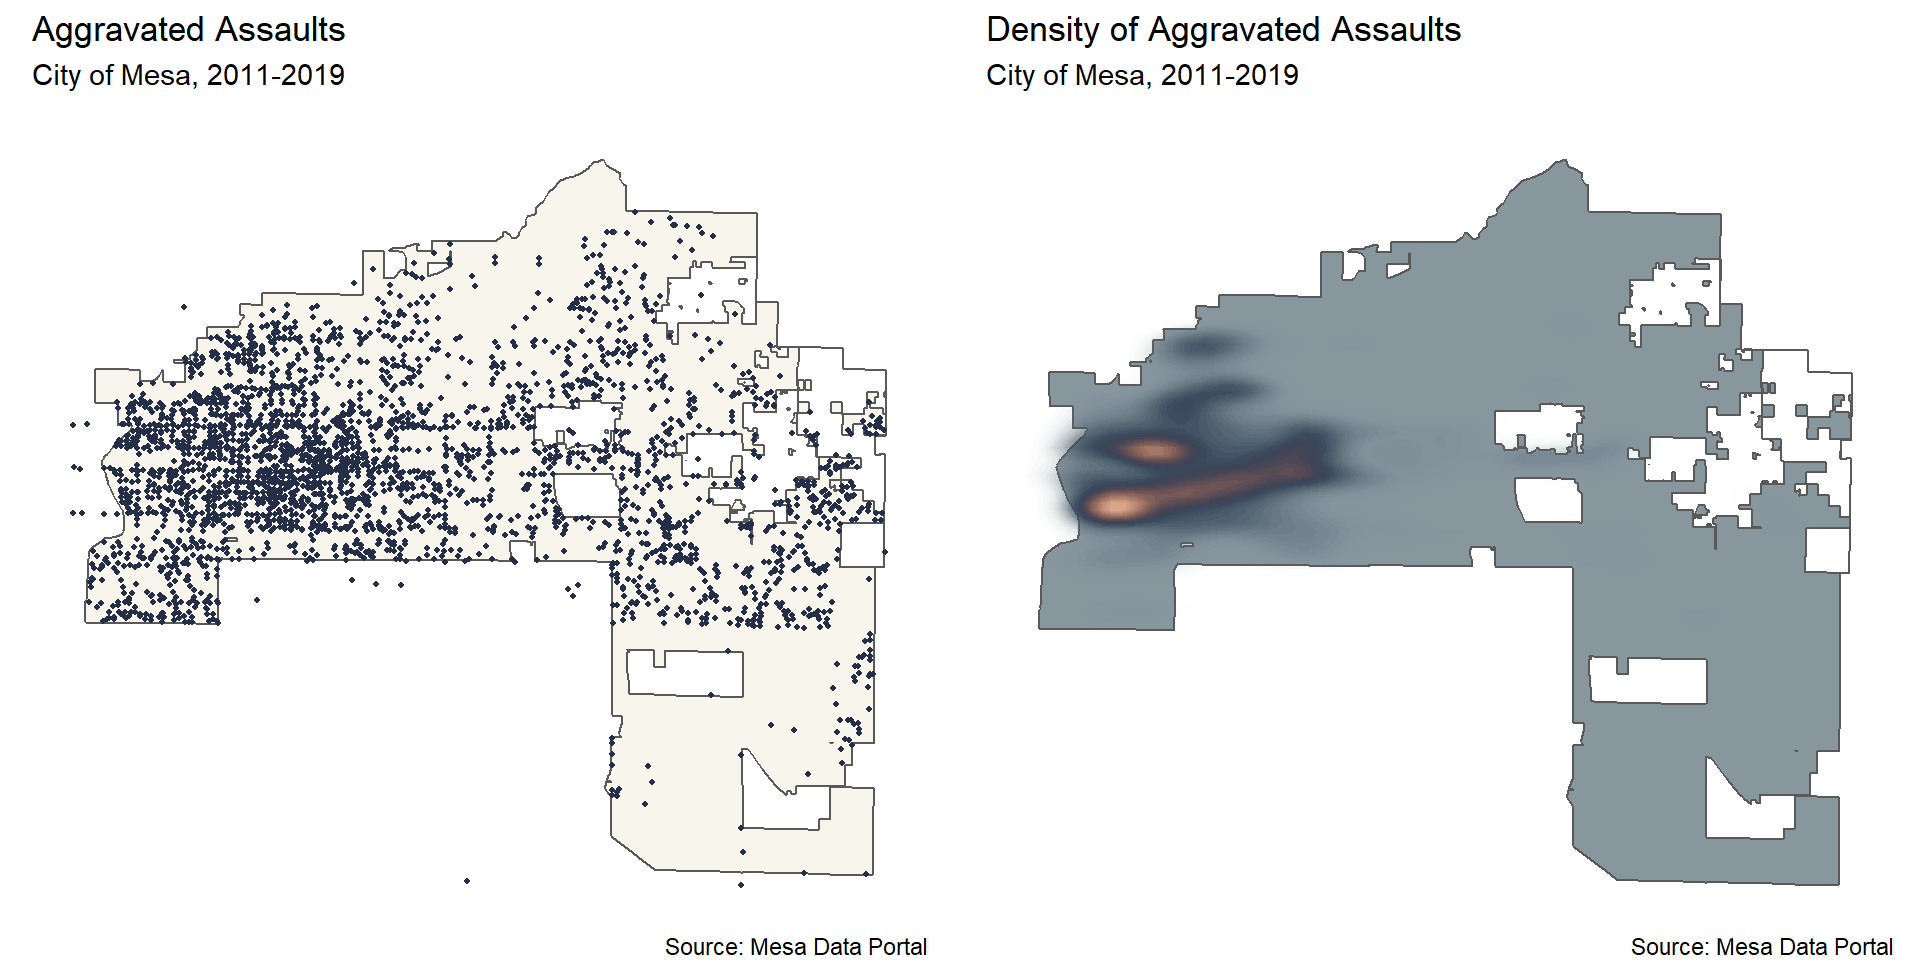 Aggravated Assaults
City of Mesa, 2011-2019
Source: Mesa Data Portal
Density of Aggravated Assaults
City of Mesa, 2011-2019
Source: Mesa Data Portal